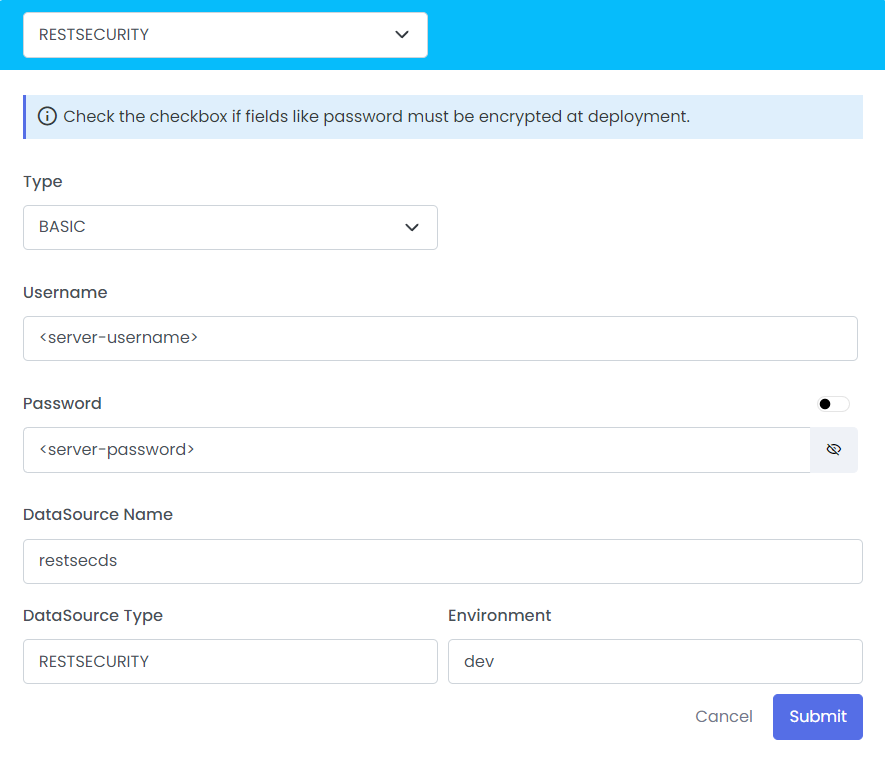 RESTSECURITY
Check the checkbox if fields like password must be encrypted at deployment.
Type
BASIC
Username
<server-username>
Password
<server-password>
DataSource Name
restsecds
DataSource Type Environment
RESTSECURITY dev
Cancel Submit